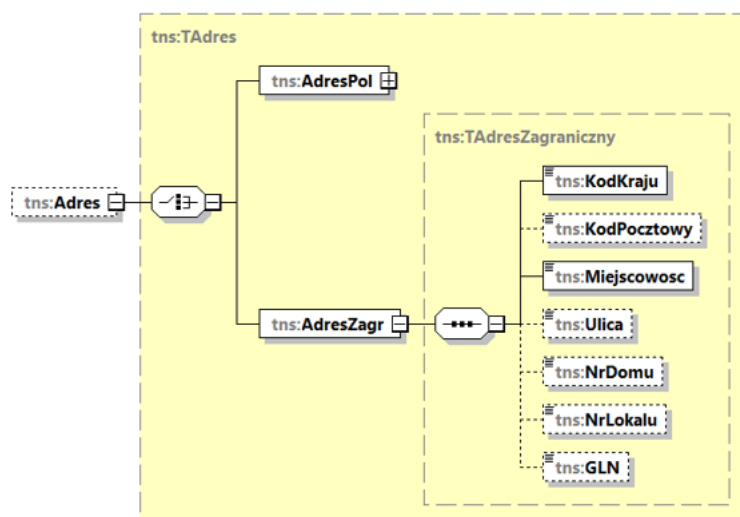 tns:TAdres
tns:AdresPol
tns:TAdresZagraniczny
tns:KodKraju
tns:Adres
tns:KodPocztowy
tns:Miejscowosc
tns:AdresZagr
tns:Ulica
tns:NrDomu
tns:NrLokalu
tns:GLN